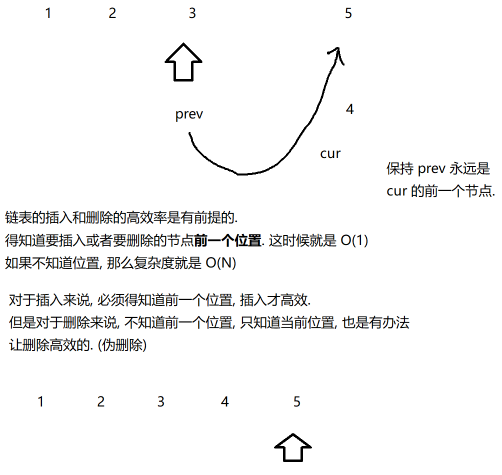 1 2 3 5
prev
4
cur
保持 prev 永远是
cur 的前一个节点.
链表的插入和删除的高效率是有前提的.
得知道要插入或者要删除的节点前一个位置. 这时候就是 O(1)
如果不知道位置, 那么复杂度就是 O(N)
对于插入来说, 必须得知道前一个位置, 插入才高效.
但是对于删除来说, 不知道前一个位置, 只知道当前位置, 也是有办法
让删除高效的. (伪删除)
1 2 3 4 5